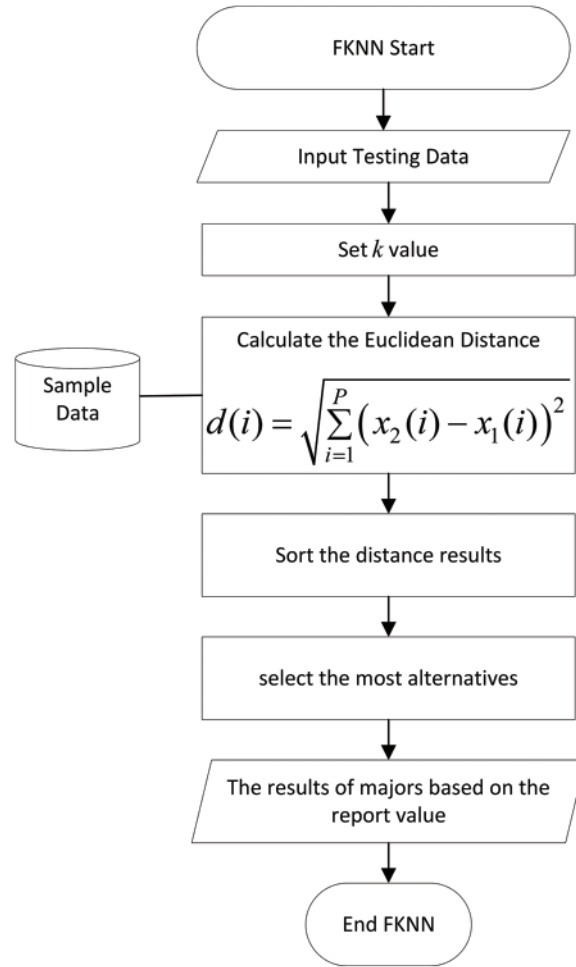 FKNN Start
Input Testing Data
Set k value
Calculate the Euclidean Distance
Sample
Data
d(i) = √∑_{i=1}^{P} (x₂(i) − x₁(i))²
Sort the distance results
select the most alternatives
The results of majors based on the
report value
End FKNN